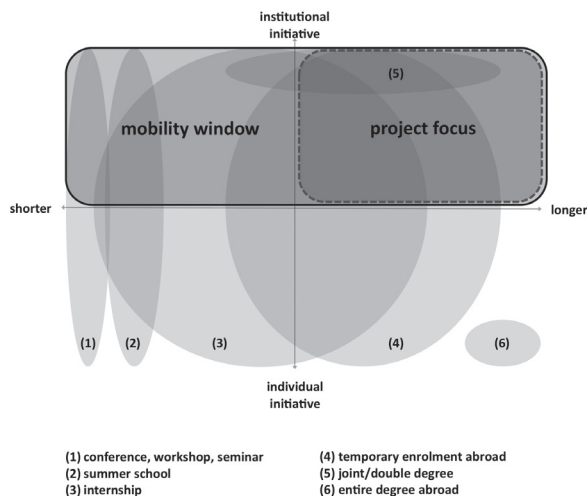 institutional
initiative
(5)
mobility window
project focus
shorter
longer
(1)
(2)
(3)
(4)
(6)
individual
initiative
(1) conference, workshop, seminar
(2) summer school
(3) internship
(4) temporary enrolment abroad
(5) joint/double degree
(6) entire degree abroad